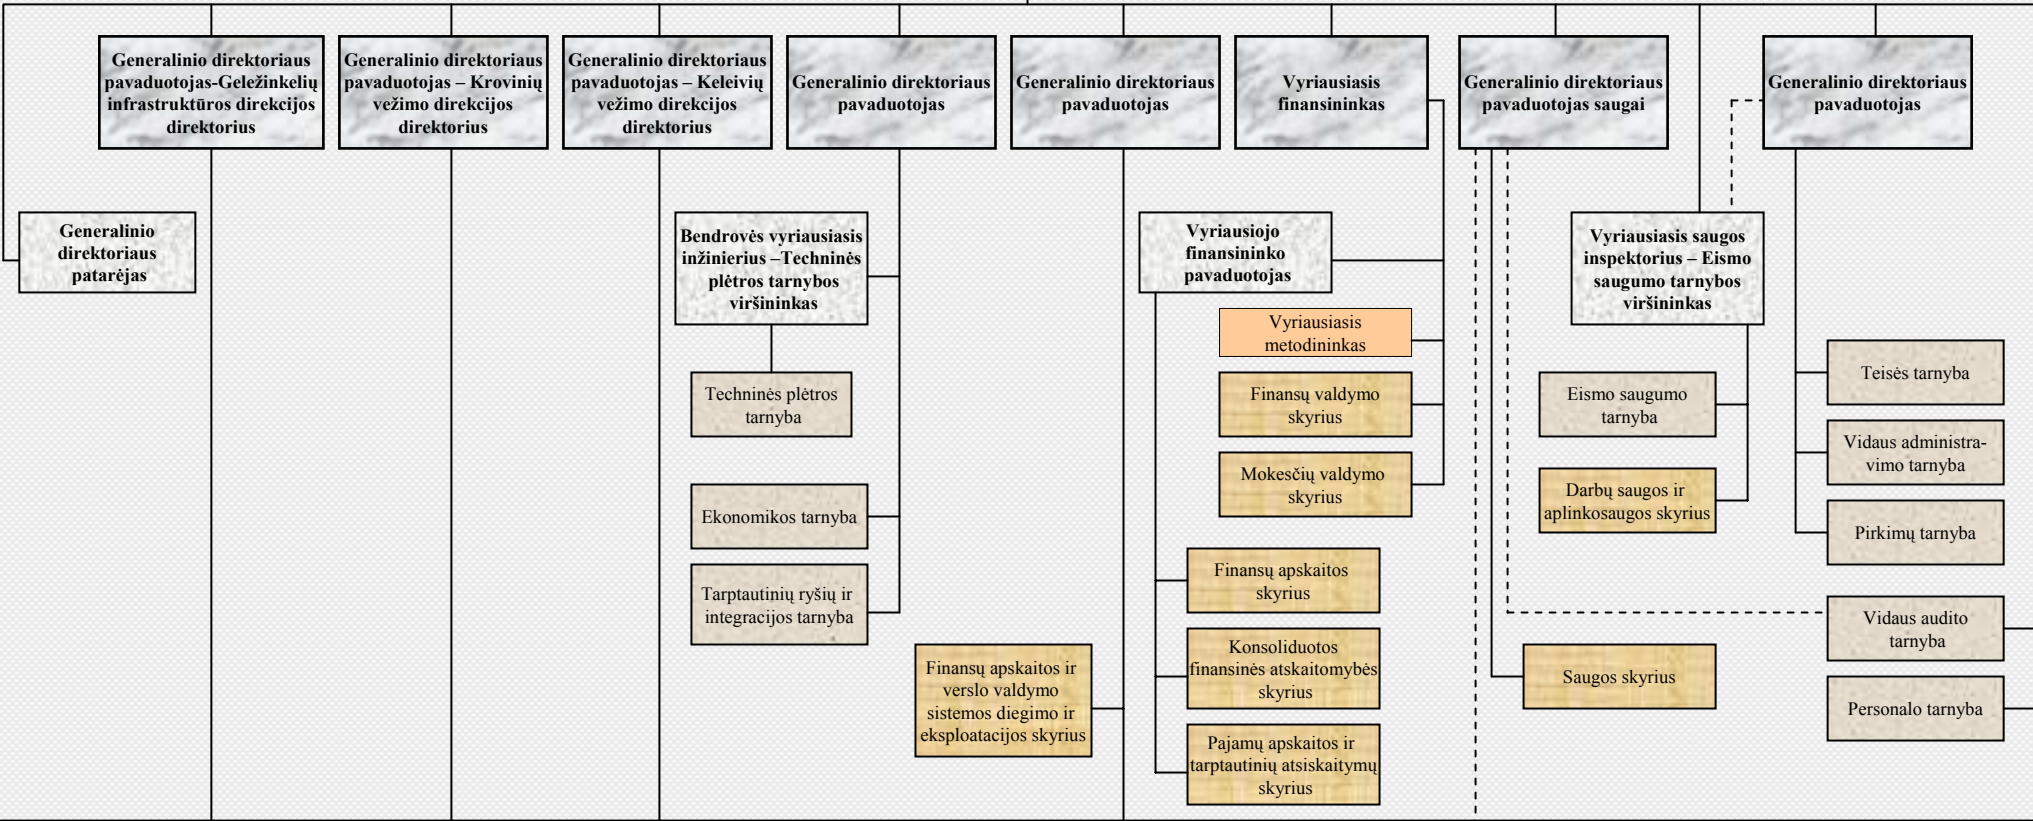 Generalinio direktoriaus
pavaduotojas-Geležinkelių
infrastruktūros direkcijos
direktorius
Generalinio direktoriaus
pavaduotojas – Krovinių
vežimo direkcijos
direktorius
Generalinio direktoriaus
pavaduotojas – Keleivių
vežimo direkcijos
direktorius
Generalinio direktoriaus
pavaduotojas
Generalinio direktoriaus
pavaduotojas
Vyriausiasis
finansininkas
Generalinio direktoriaus
pavaduotojas saugai
Generalinio direktoriaus
pavaduotojas
Generalinio
direktoriaus
patarėjas
Bendrovės vyriausiasis
inžinierius –Techninės
plėtros tarnybos
viršininkas
Vyriausiojo
finansininko
pavaduotojas
Vyriausiasis saugos
inspektorius – Eismo
saugumo tarnybos
viršininkas
Vyriausiasis
metodininkas
Techninės plėtros
tarnyba
Finansų valdymo
skyrius
Eismo saugumo
tarnyba
Teisės tarnyba
Mokesčių valdymo
skyrius
Vidaus administra-
vimo tarnyba
Ekonomikos tarnyba
Darbų saugos ir
aplinkosaugos skyrius
Pirkimų tarnyba
Tarptautinių ryšių ir
integracijos tarnyba
Finansų apskaitos
skyrius
Vidaus audito
tarnyba
Finansų apskaitos ir
verslo valdymo
sistemos diegimo ir
eksploatacijos skyrius
Konsoliduotos
finansinės atskaitomybės
skyrius
Saugos skyrius
Personalo tarnyba
Pajamų apskaitos ir
tarptautinių atsiskaitymų
skyrius